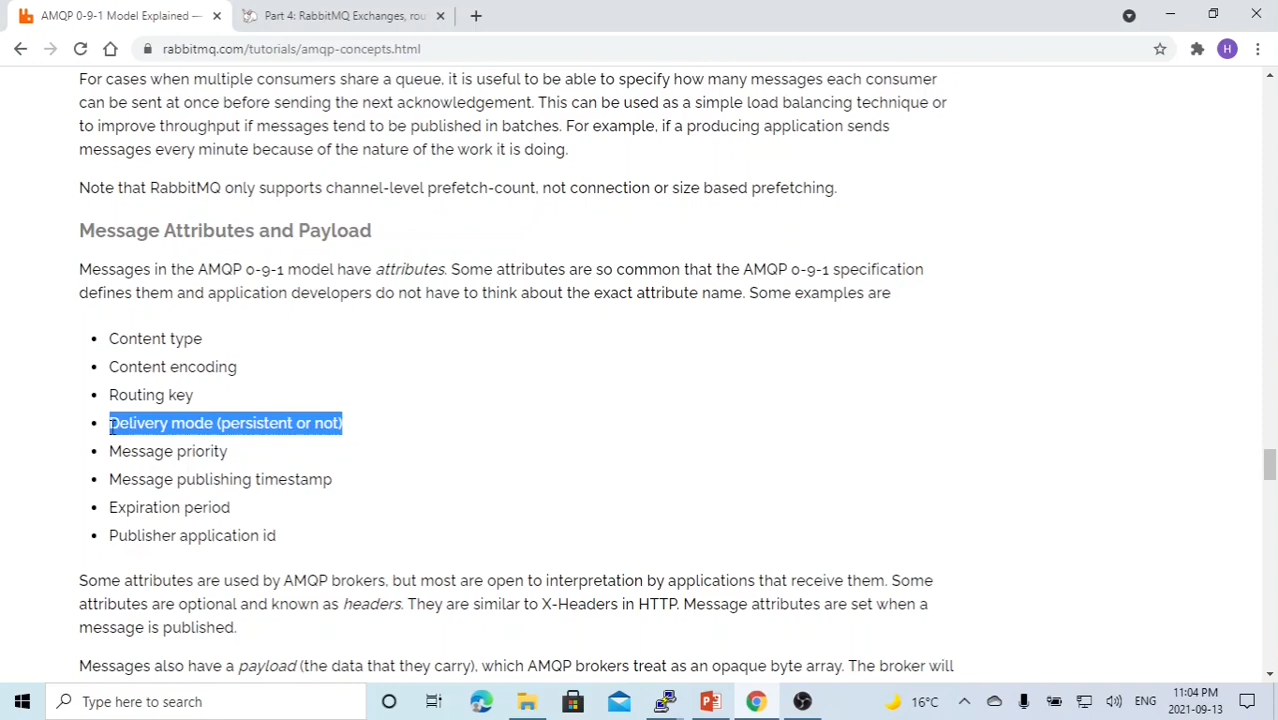 AMQP 0-9-1 Model Explained —
Part 4: RabbitMQ Exchanges, rou
rabbitmq.com/tutorials/amqp-concepts.html
H
For cases when multiple consumers share a queue, it is useful to be able to specify how many messages each consumer
can be sent at once before sending the next acknowledgement. This can be used as a simple load balancing technique or
to improve throughput if messages tend to be published in batches. For example, if a producing application sends
messages every minute because of the nature of the work it is doing.
Note that RabbitMQ only supports channel-level prefetch-count, not connection or size based prefetching.
Message Attributes and Payload
Messages in the AMQP 0-9-1 model have attributes. Some attributes are so common that the AMQP 0-9-1 specification
defines them and application developers do not have to think about the exact attribute name. Some examples are
• Content type
• Content encoding
• Routing key
• Delivery mode (persistent or not)
• Message priority
• Message publishing timestamp
• Expiration period
• Publisher application id
Some attributes are used by AMQP brokers, but most are open to interpretation by applications that receive them. Some
attributes are optional and known as headers. They are similar to X-Headers in HTTP. Message attributes are set when a
message is published.
Messages also have a payload (the data that they carry), which AMQP brokers treat as an opaque byte array. The broker will
Type here to search
16°C
ENG
11:04 PM
2021-09-13